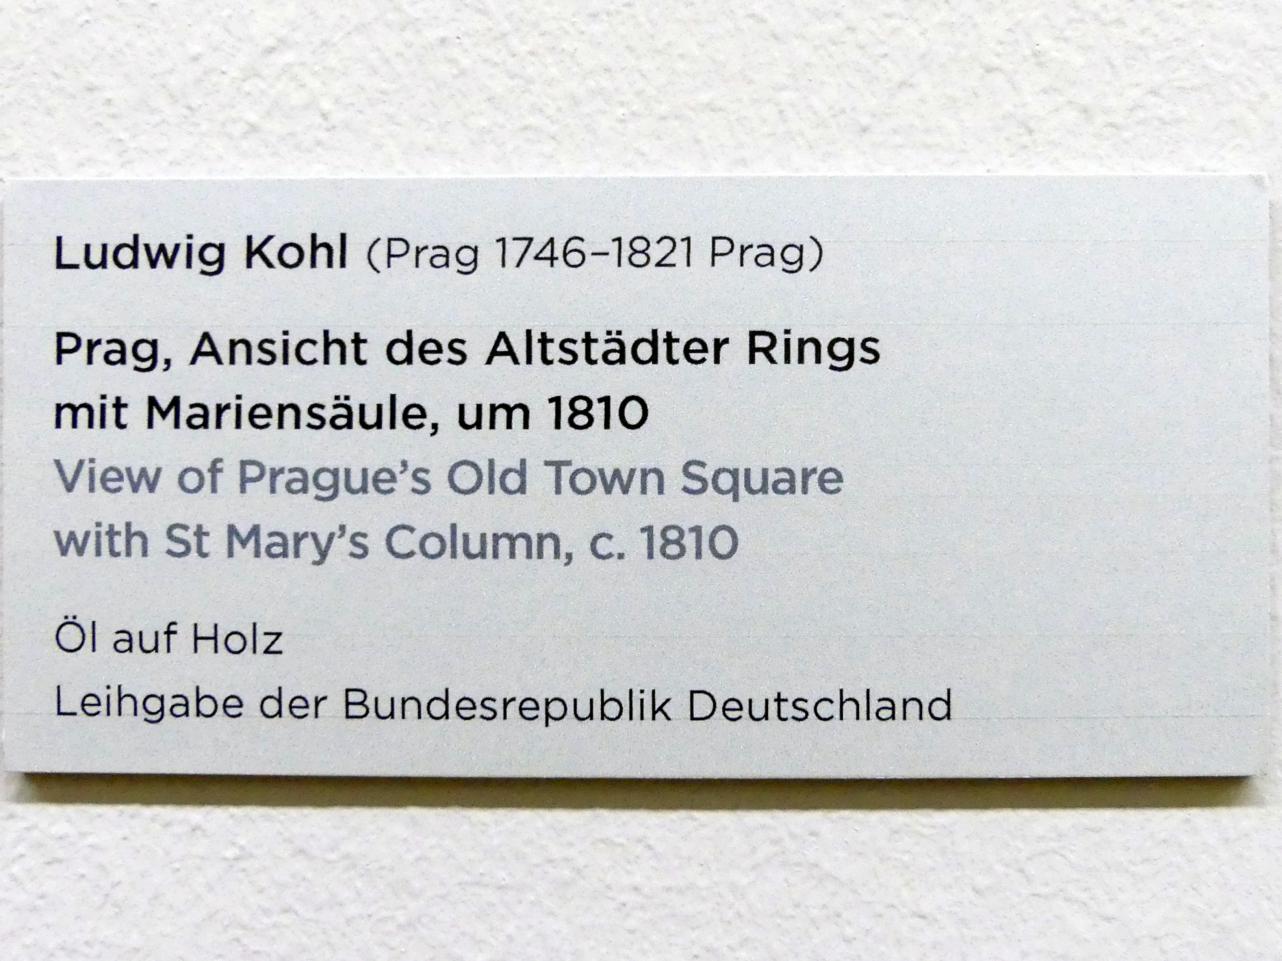 Ludwig Kohl (Prag 1746–1821 Prag)
Prag, Ansicht des Altstädter Rings
mit Mariensäule, um 1810
View of Prague’s Old Town Square
with St Mary’s Column, c. 1810
Öl auf Holz
Leihgabe der Bundesrepublik Deutschland